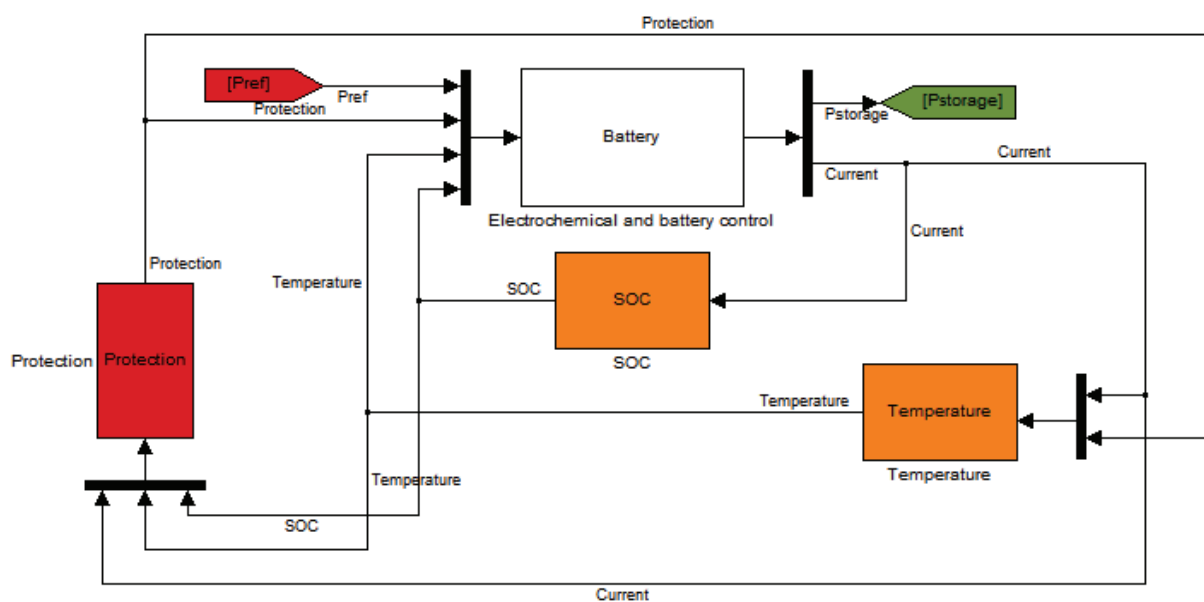 Protection
[Pref]
Pref
Protection
Battery
[Pstorage]
Pstorage
Current
Current
Electrochemical and battery control
Current
Protection
Temperature
SOC
SOC
SOC
Protection
Protection
Temperature
Temperature
Temperature
Temperature
SOC
Current